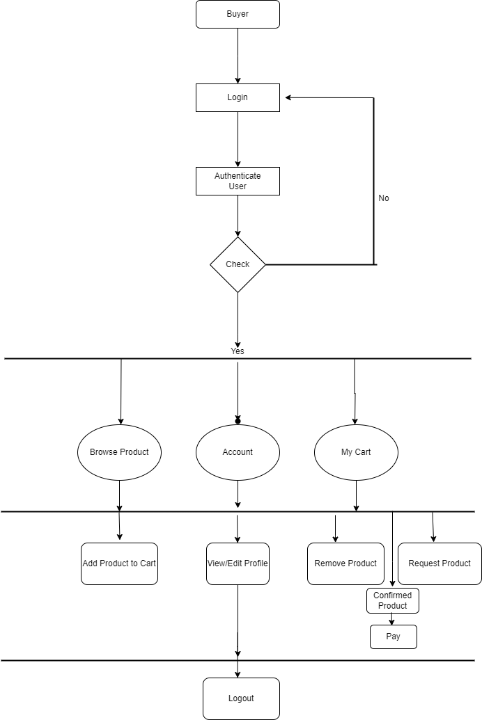 Buyer
Login
Authenticate
User
No
Check
Yes
Browse Product
Account
My Cart
Add Product to Cart
View/Edit Profile
Remove Product
Request Product
Confirmed
Product
Pay
Logout